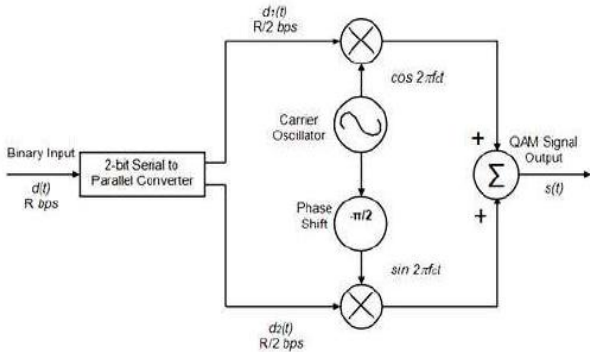 d1(t)
R/2 bps
cos 2πfct
Carrier
Oscillator
Binary Input
d(t)
R bps
2-bit Serial to
Parallel Converter
+
QAM Signal
Output
Σ
s(t)
+
Phase
Shift
-π/2
sin 2πfct
d2(t)
R/2 bps